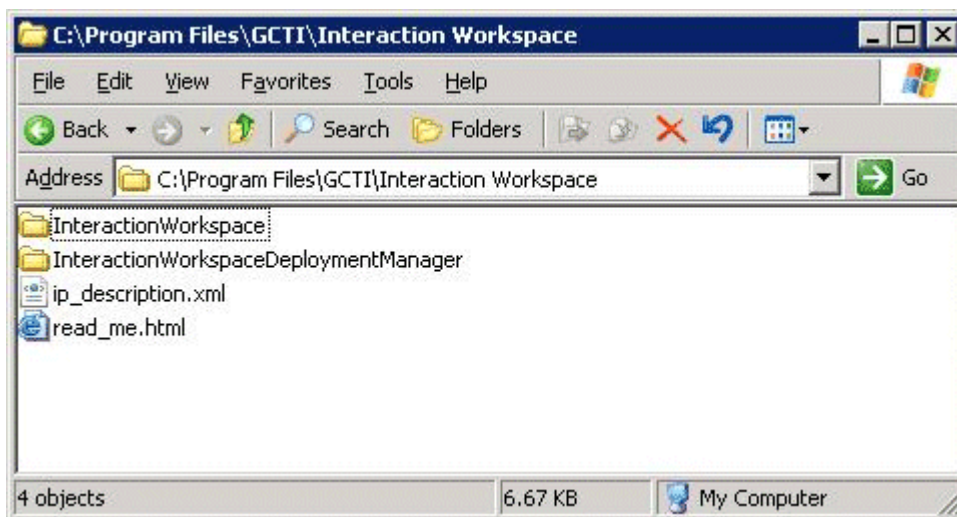 C:\Program Files\GCTI\Interaction Workspace
File Edit View Favorites Tools Help
Back Search Folders
Address C:\Program Files\GCTI\Interaction Workspace Go
InteractionWorkspace
InteractionWorkspaceDeploymentManager
ip_description.xml
read_me.html
4 objects 6.67 KB My Computer